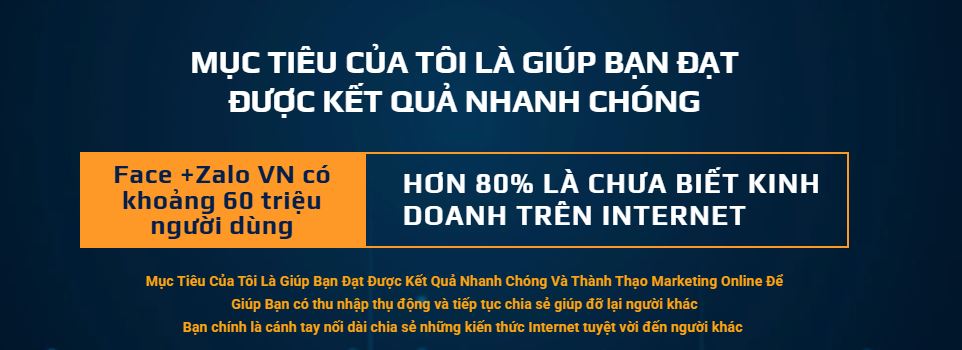 MỤC TIÊU CỦA TÔI LÀ GIÚP BẠN ĐẠT
ĐƯỢC KẾT QUẢ NHANH CHÓNG
Face +Zalo VN có
khoảng 60 triệu
người dùng
HƠN 80% LÀ CHƯA BIẾT KINH
DOANH TRÊN INTERNET
Mục Tiêu Của Tôi Là Giúp Bạn Đạt Được Kết Quả Nhanh Chóng Và Thành Thạo Marketing Online Để
Giúp Bạn có thu nhập thụ động và tiếp tục chia sẻ giúp đỡ lại người khác
Bạn chính là cánh tay nối dài chia sẻ những kiến thức Internet tuyệt vời đến người khác